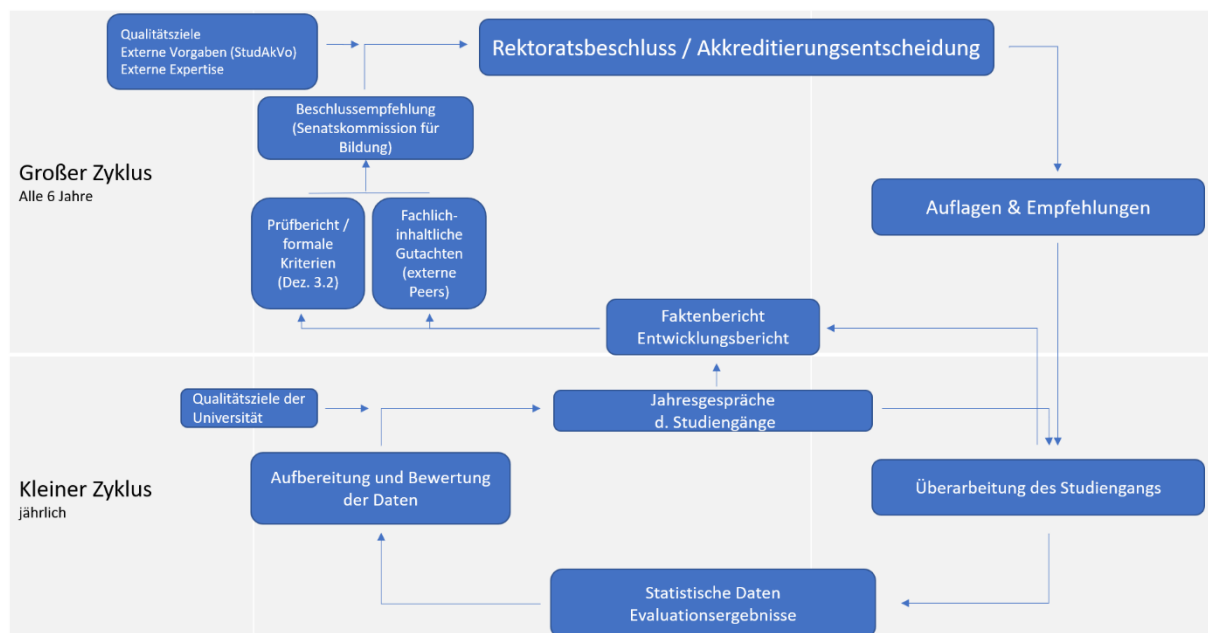 Qualitätsziele
Externe Vorgaben (StudAkVo)
Externe Expertise
Rektoratsbeschluss / Akkreditierungsentscheidung
Beschlussempfehlung
(Senatskommission für
Bildung)
Großer Zyklus
Alle 6 Jahre
Prüfbericht /
formale
Kriterien
(Dez. 3.2)
Fachlich-
inhaltliche
Gutachten
(externe
Peers)
Auflagen & Empfehlungen
Faktenbericht
Entwicklungsbericht
Qualitätsziele der
Universität
Jahresgespräche
d. Studiengänge
Kleiner Zyklus
jährlich
Aufbereitung und Bewertung
der Daten
Überarbeitung des Studiengangs
Statistische Daten
Evaluationsergebnisse